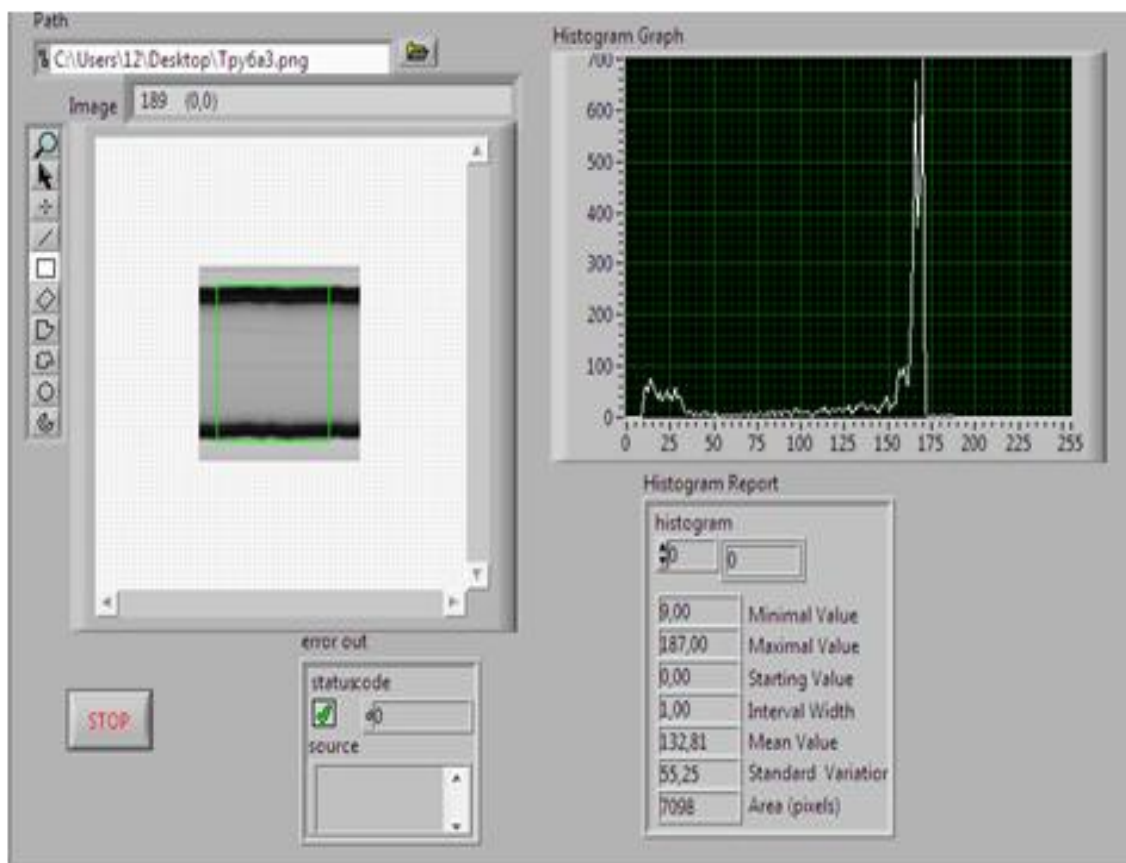 Path
C:\Users\12\Desktop\Труба3.png
Image
189 (0,0)
Histogram Graph
700
600
500
400
300
200
100
0
0 25 50 75 100 125 150 175 200 225 255
Histogram Report
histogram
0 0
9,00 Minimal Value
187,00 Maximal Value
0,00 Starting Value
1,00 Interval Width
132,81 Mean Value
55,25 Standard Variation
7098 Area (pixels)
error out
status code
0
source
STOP